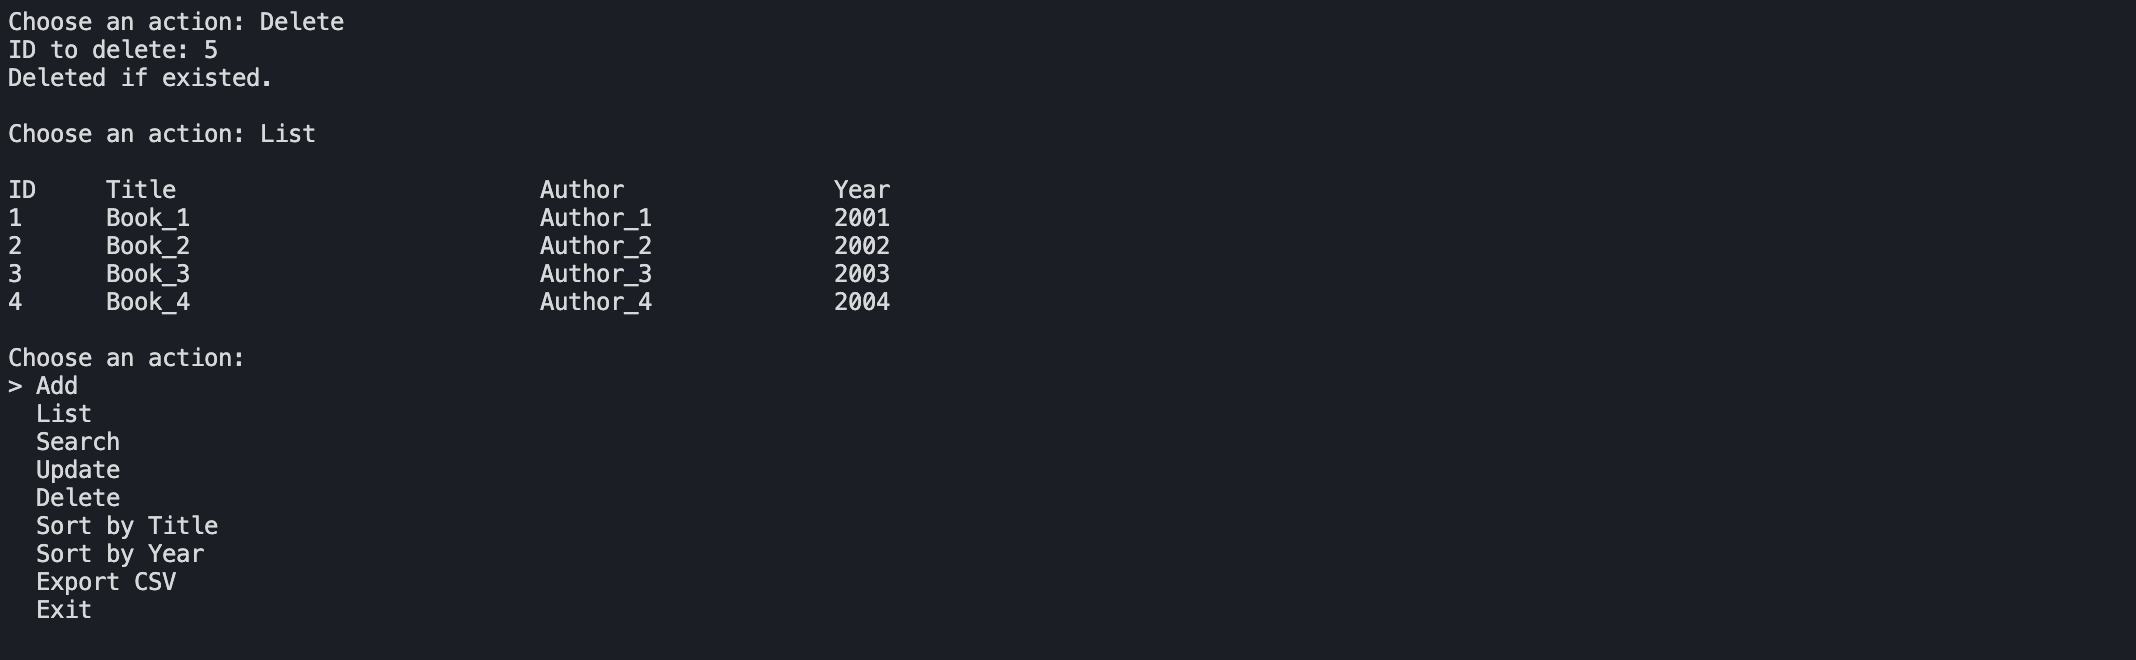 Choose an action: Delete
ID to delete: 5
Deleted if existed.
Choose an action: List
ID     Title                          Author               Year
1      Book_1                         Author_1             2001
2      Book_2                         Author_2             2002
3      Book_3                         Author_3             2003
4      Book_4                         Author_4             2004
Choose an action:
> Add
  List
  Search
  Update
  Delete
  Sort by Title
  Sort by Year
  Export CSV
  Exit